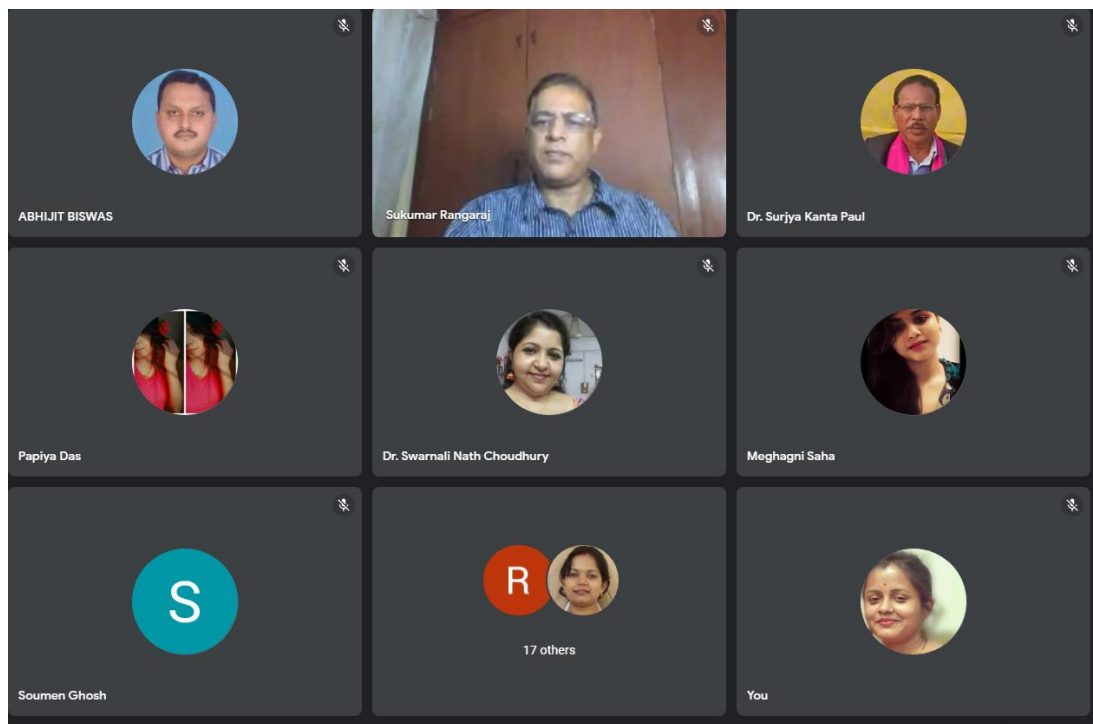 ABHIJIT BISWAS
Sukumar Rangaraj
Dr. Surjya Kanta Paul
Papiya Das
Dr. Swarnali Nath Choudhury
Meghagni Saha
S
Soumen Ghosh
R
17 others
You